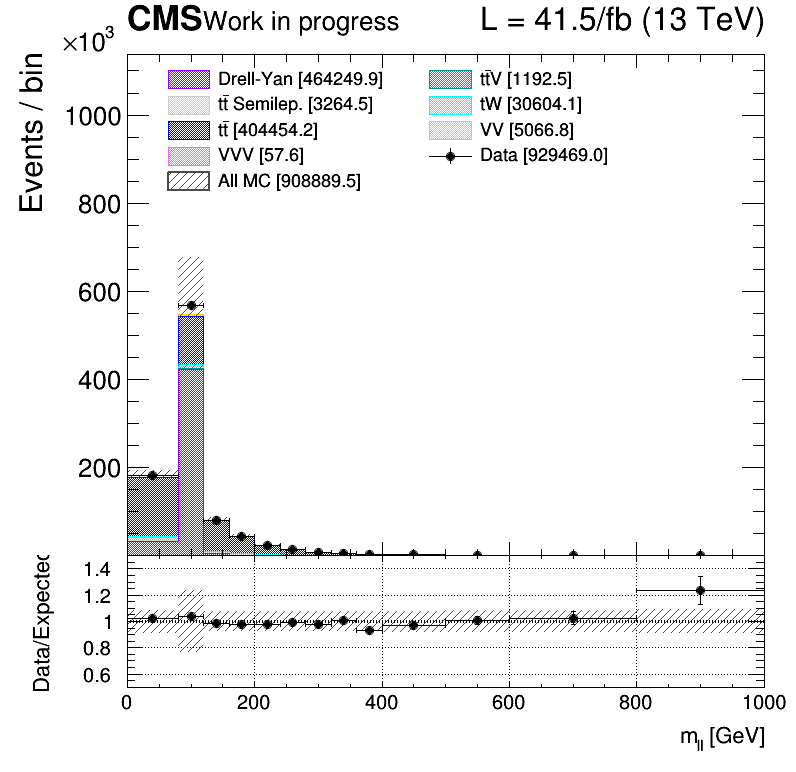 CMS Work in progress L = 41.5/fb (13 TeV)
×10³
Events / bin
Drell-Yan [464249.9]
tt̄ Semilep. [3264.5]
tt̄ [404454.2]
VVV [57.6]
All MC [908889.5]
tt̄V [1192.5]
tW [30604.1]
VV [5066.8]
Data [929469.0]
1000
800
600
400
200
Data/Expected
1.4
1.2
1
0.8
0.6
0 200 400 600 800 1000
m_ll [GeV]